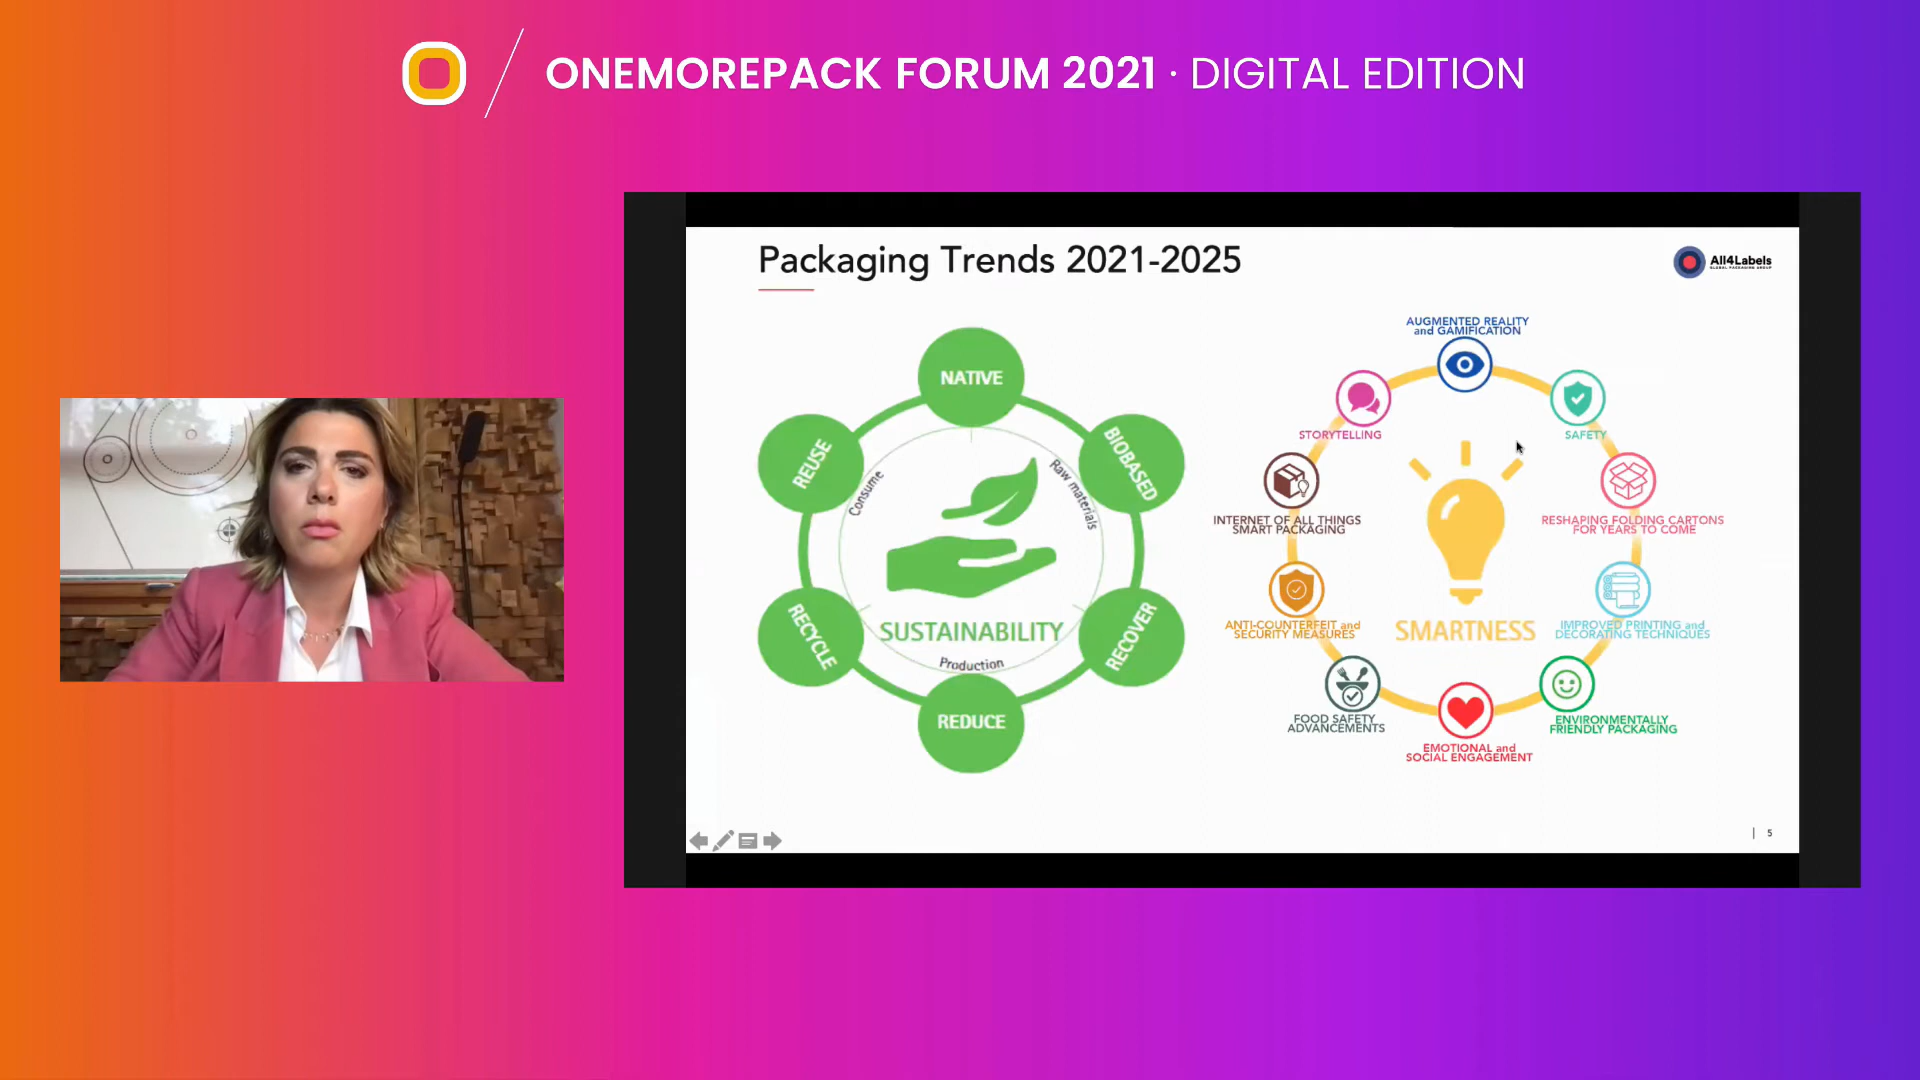 ONEMOREPACK FORUM 2021 · DIGITAL EDITION
Packaging Trends 2021-2025
All4Labels
GLOBAL PACKAGING GROUP
NATIVE
BIOBASED
RECOVER
REDUCE
RECYCLE
REUSE
Consume
Raw materials
Production
SUSTAINABILITY
AUGMENTED REALITY
and GAMIFICATION
SAFETY
RESHAPING FOLDING CARTONS
FOR YEARS TO COME
IMPROVED PRINTING and
DECORATING TECHNIQUES
ENVIRONMENTALLY
FRIENDLY PACKAGING
EMOTIONAL and
SOCIAL ENGAGEMENT
FOOD SAFETY
ADVANCEMENTS
ANTI-COUNTERFEIT and
SECURITY MEASURES
INTERNET OF ALL THINGS
SMART PACKAGING
STORYTELLING
SMARTNESS
| 5